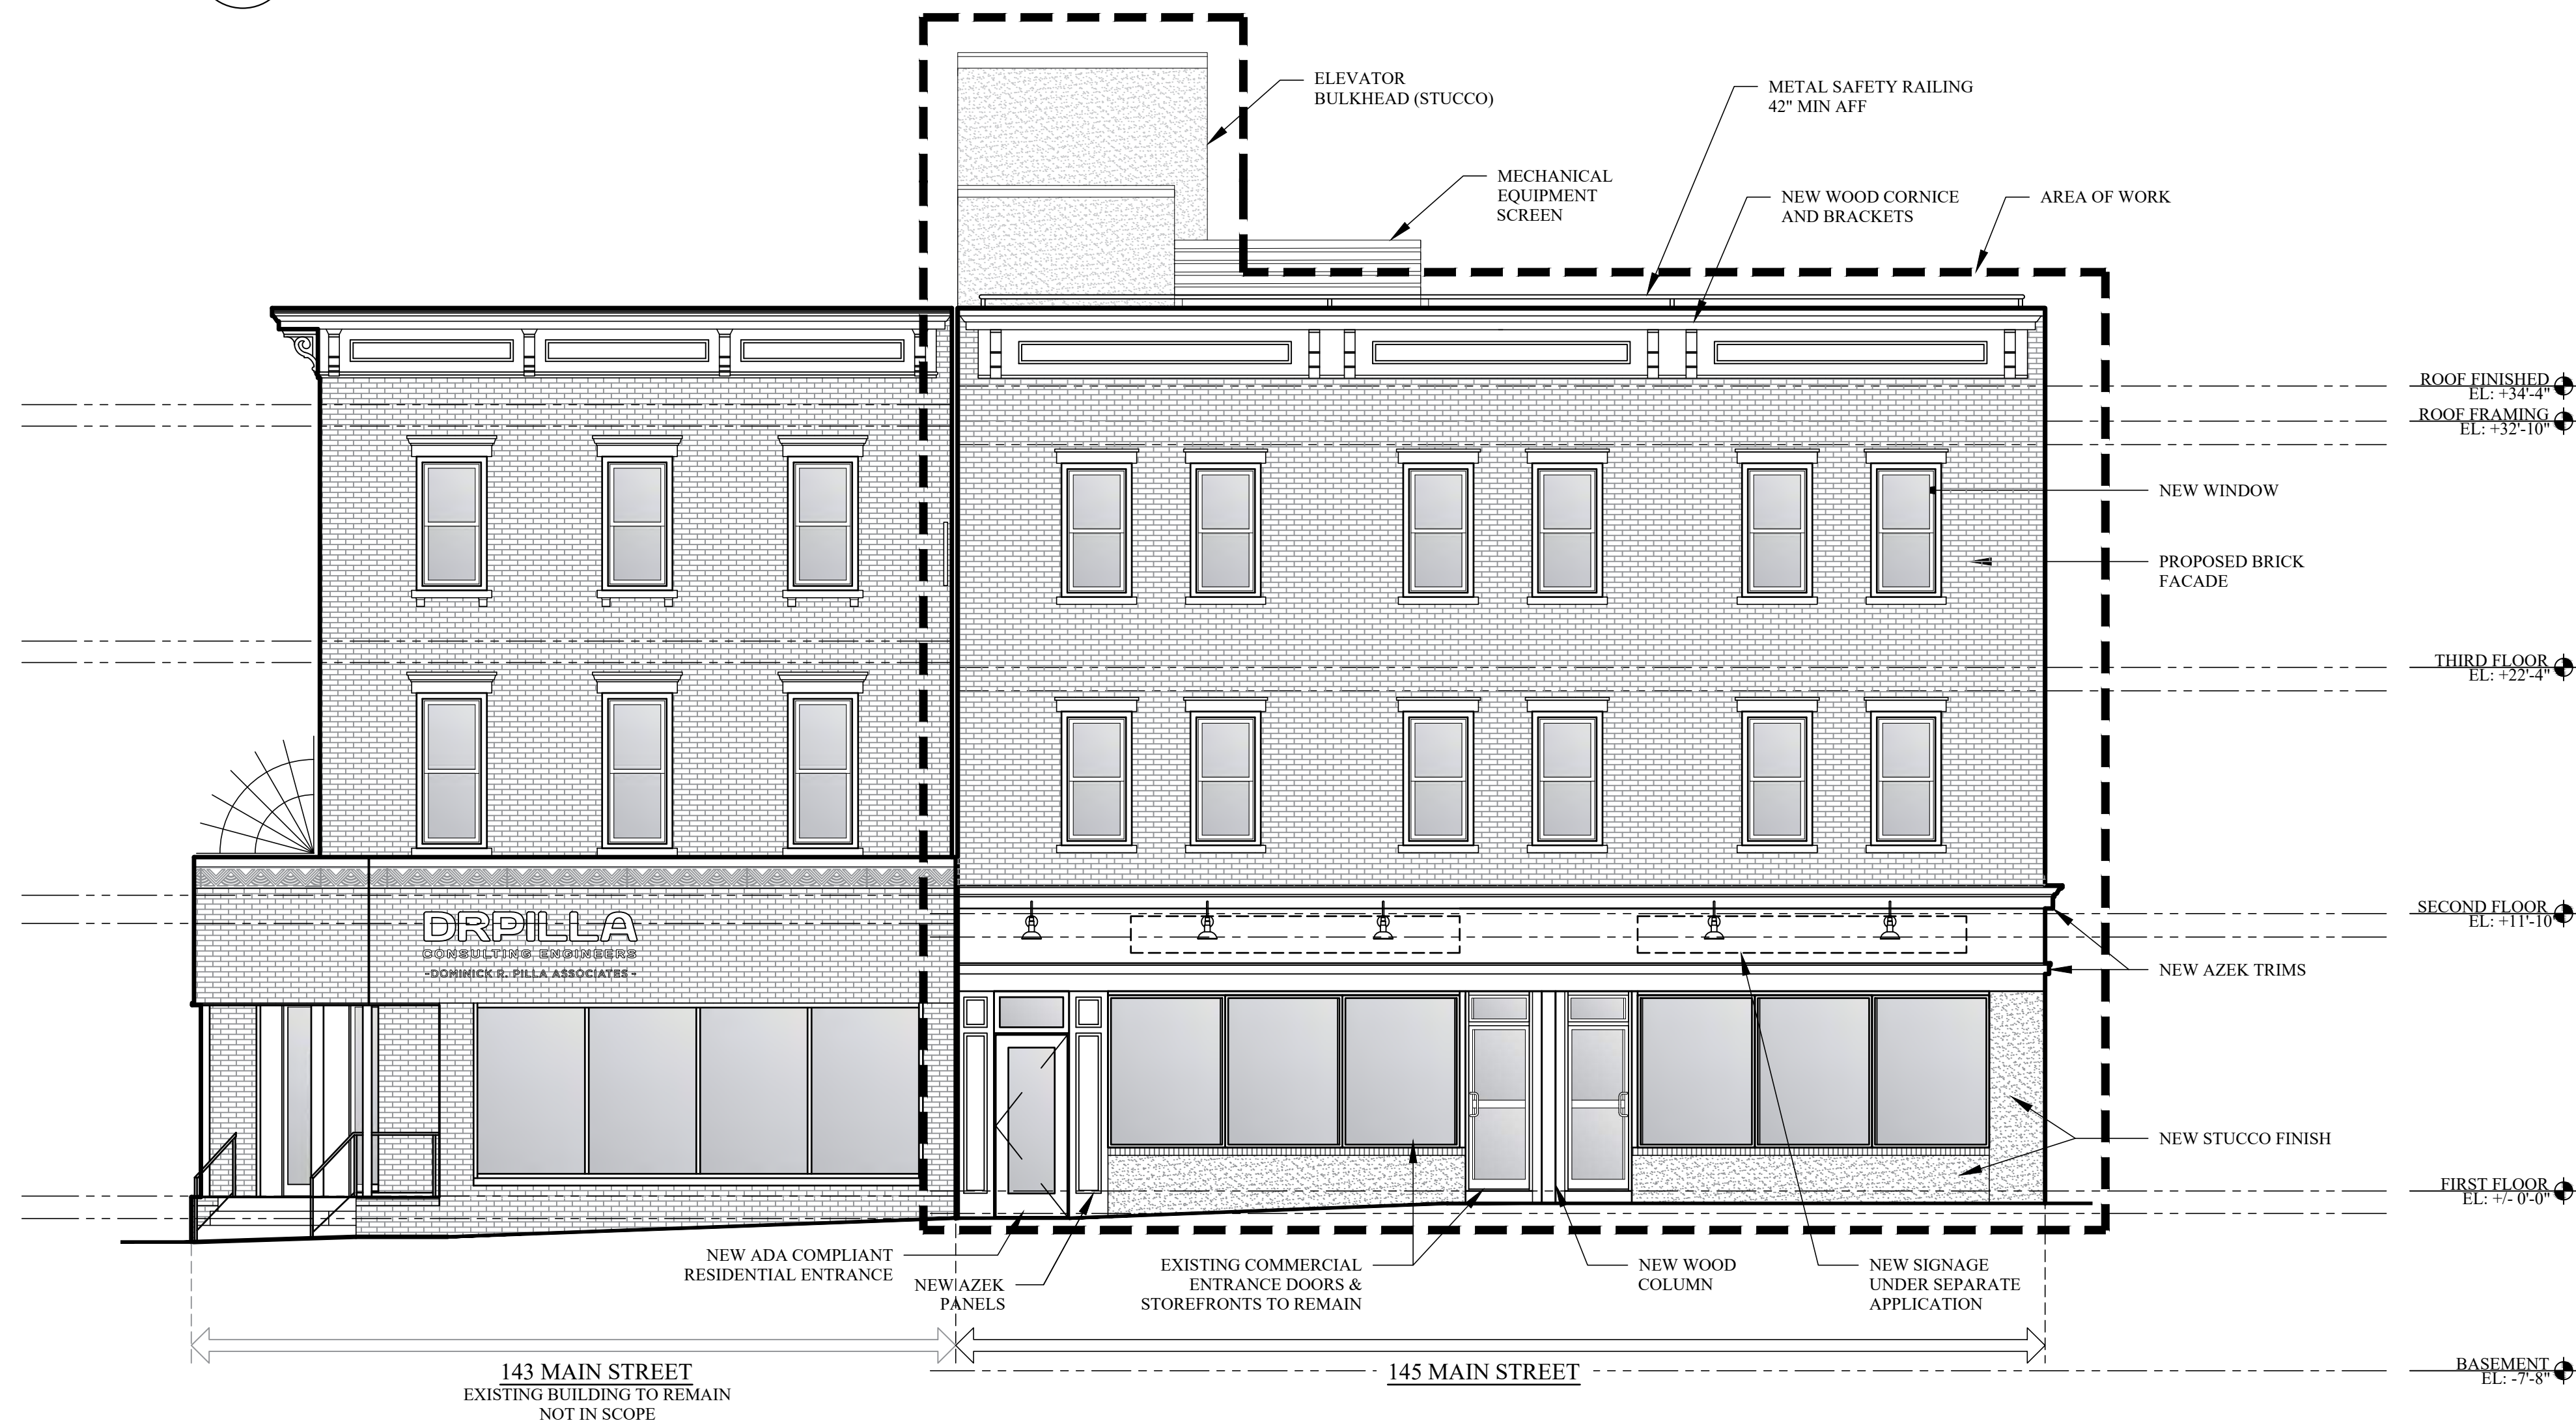 ELEVATOR
BULKHEAD (STUCCO)
METAL SAFETY RAILING
42" MIN AFF
MECHANICAL
EQUIPMENT
SCREEN
NEW WOOD CORNICE
AND BRACKETS
AREA OF WORK
ROOF FINISHED
EL: +34'-4"
ROOF FRAMING
EL: +32'-10"
NEW WINDOW
PROPOSED BRICK
FACADE
THIRD FLOOR
EL: +22'-4"
SECOND FLOOR
EL: +11'-10"
DRPILLA
CONSULTING ENGINEERS
-DOMINICK R. PILLA ASSOCIATES-
NEW AZEK TRIMS
NEW STUCCO FINISH
FIRST FLOOR
EL: +/- 0'-0"
NEW ADA COMPLIANT
RESIDENTIAL ENTRANCE
NEW AZEK
PANELS
EXISTING COMMERCIAL
ENTRANCE DOORS &
STOREFRONTS TO REMAIN
NEW WOOD
COLUMN
NEW SIGNAGE
UNDER SEPARATE
APPLICATION
143 MAIN STREET
EXISTING BUILDING TO REMAIN
NOT IN SCOPE
145 MAIN STREET
BASEMENT
EL: -7'-8"